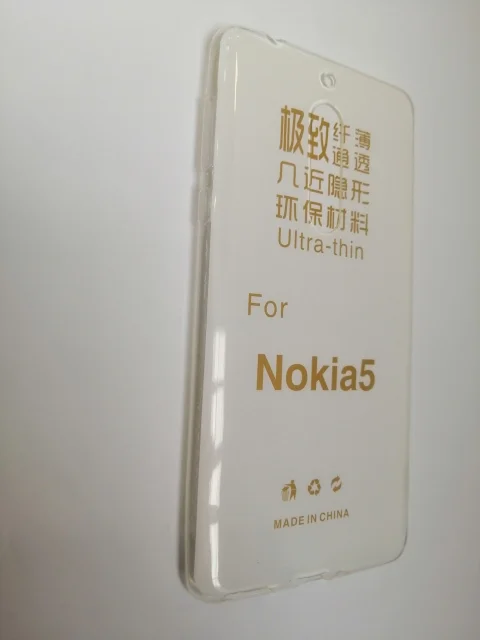 极致纤薄
通透
几近隐形
环保材料
Ultra-thin
For
Nokia5
MADE IN CHINA